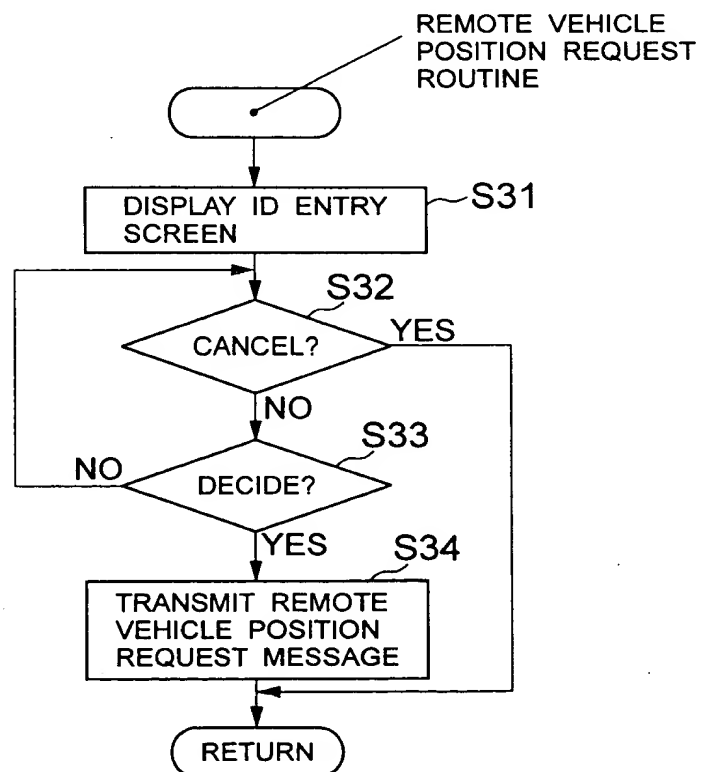 REMOTE VEHICLE
POSITION REQUEST
ROUTINE
DISPLAY ID ENTRY
SCREEN
S31
S32
CANCEL?
YES
NO
S33
NO
DECIDE?
YES
S34
TRANSMIT REMOTE
VEHICLE POSITION
REQUEST MESSAGE
RETURN